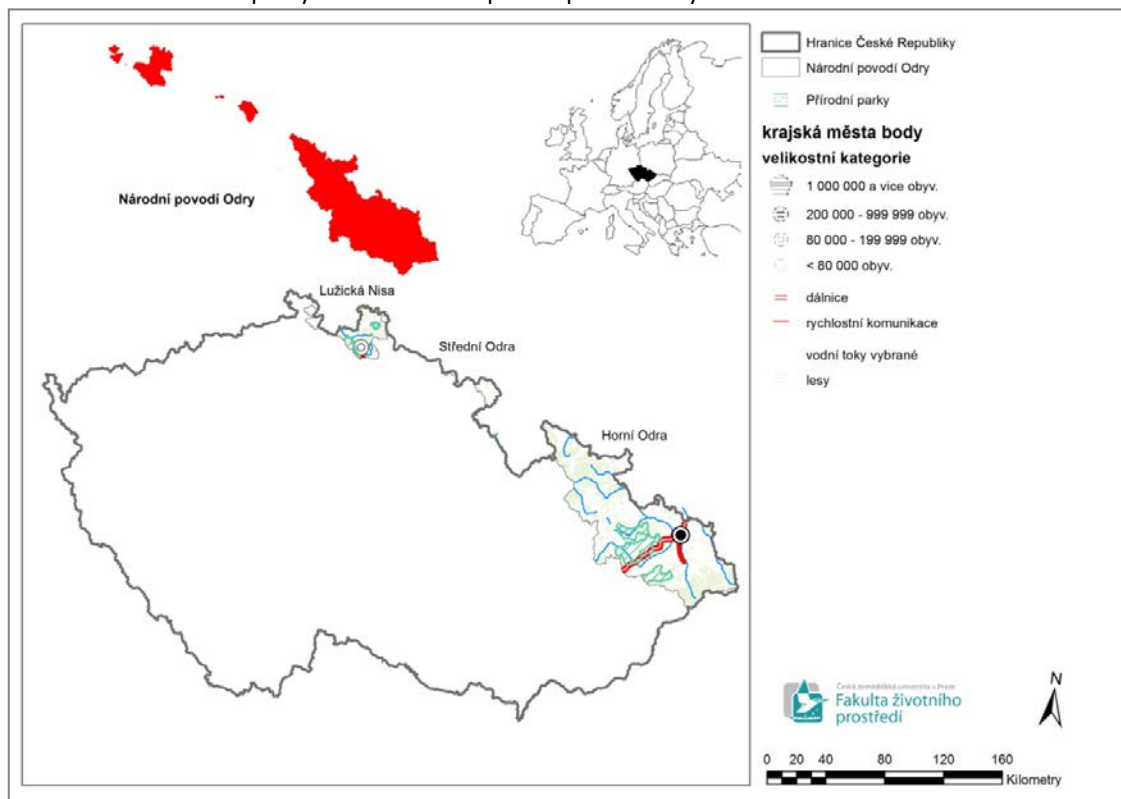 Národní povodí Odry
Lužická Nisa
Střední Odra
Horní Odra
Hranice České Republiky
Národní povodí Odry
Přírodní parky
krajská města body
velikostní kategorie
1 000 000 a vice obyv.
200 000 - 999 999 obyv.
80 000 - 199 999 obyv.
< 80 000 obyv.
dálnice
rychlostní komunikace
vodní toky vybrané
lesy
Česká zemědělská univerzita v Praze
Fakulta životního
prostředí
N
0 20 40 80 120 160
Kilometry